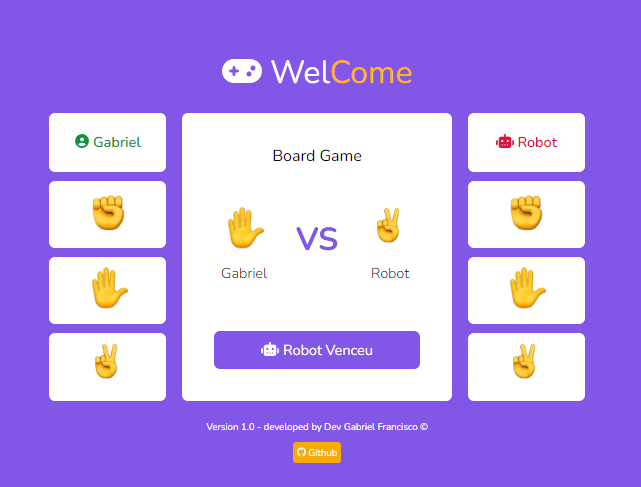 WelCome
Gabriel
Board Game
Robot
VS
Gabriel
Robot
Robot Venceu
Version 1.0 - developed by Dev Gabriel Francisco ©
Github